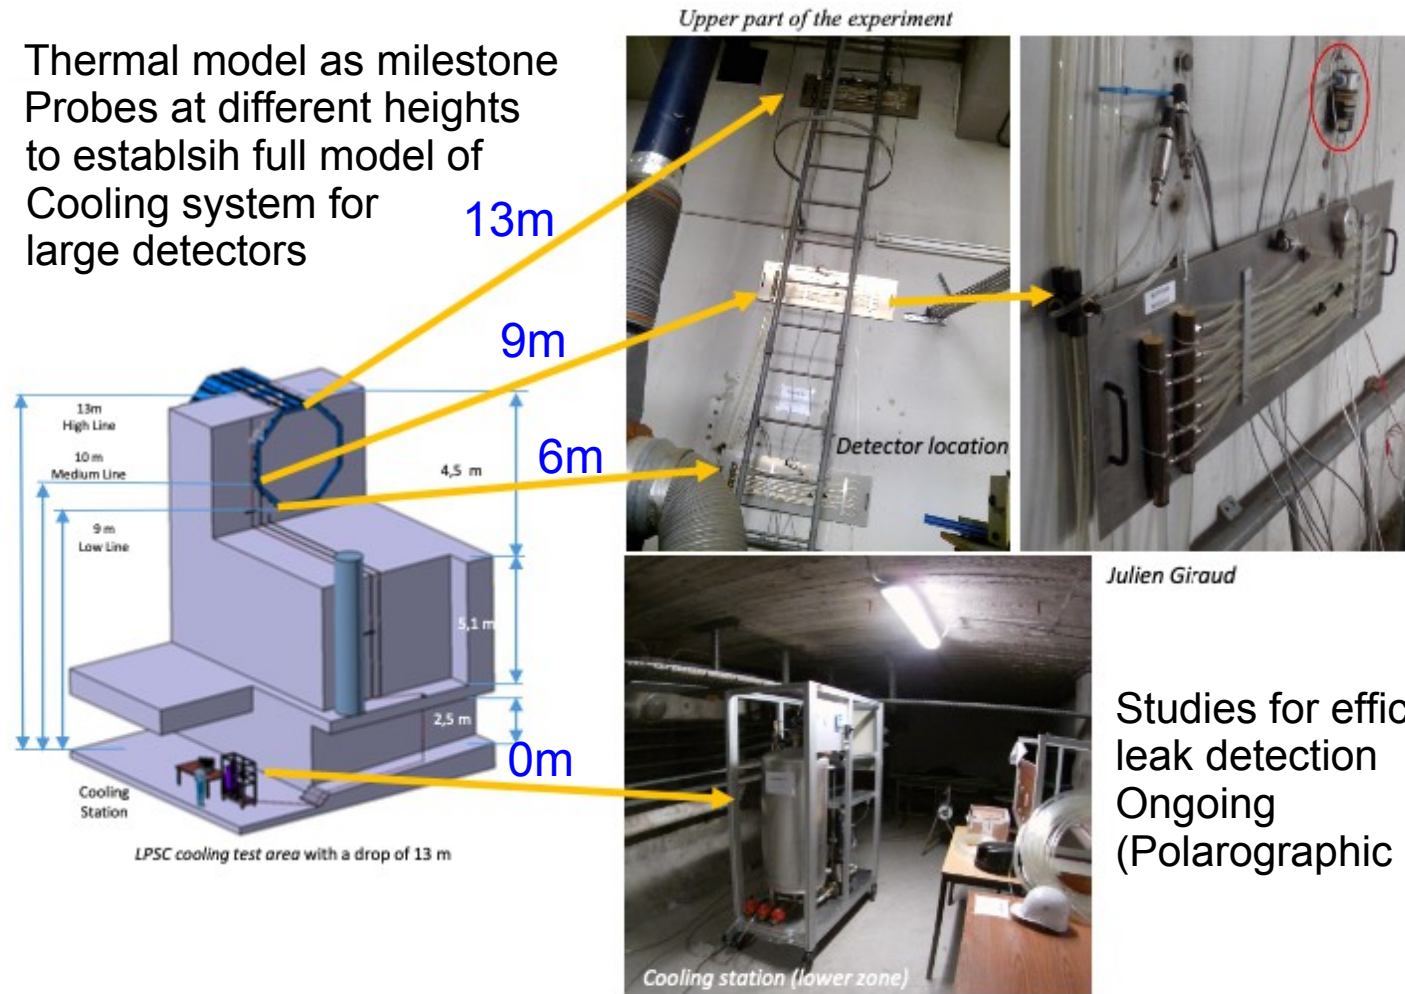 Upper part of the experiment
Thermal model as milestone
Probes at different heights
to establsih full model of
Cooling system for
large detectors
13m
9m
6m
0m
13m
High Line
10 m
Medium Line
9 m
Low Line
4,5 m
5,1 m
2,5 m
Cooling
Station
LPSC cooling test area with a drop of 13 m
Detector location
Julien Giraud
Cooling station (lower zone)
Studies for effic
leak detection
Ongoing
(Polarographic